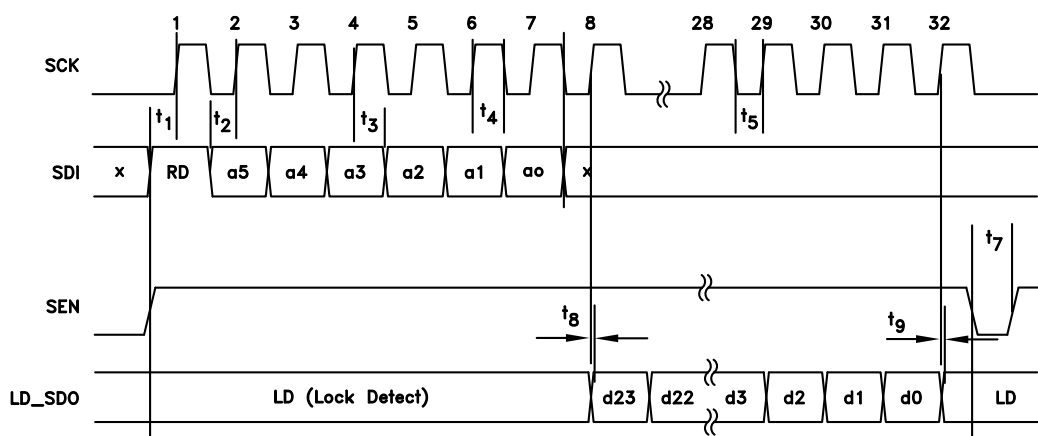 1 2 3 4 5 6 7 8 28 29 30 31 32
SCK
t1 t2 t3 t4 t5
SDI x RD a5 a4 a3 a2 a1 ao x
t7
SEN
t8 t9
LD_SDO LD (Lock Detect) d23 d22 d3 d2 d1 d0 LD